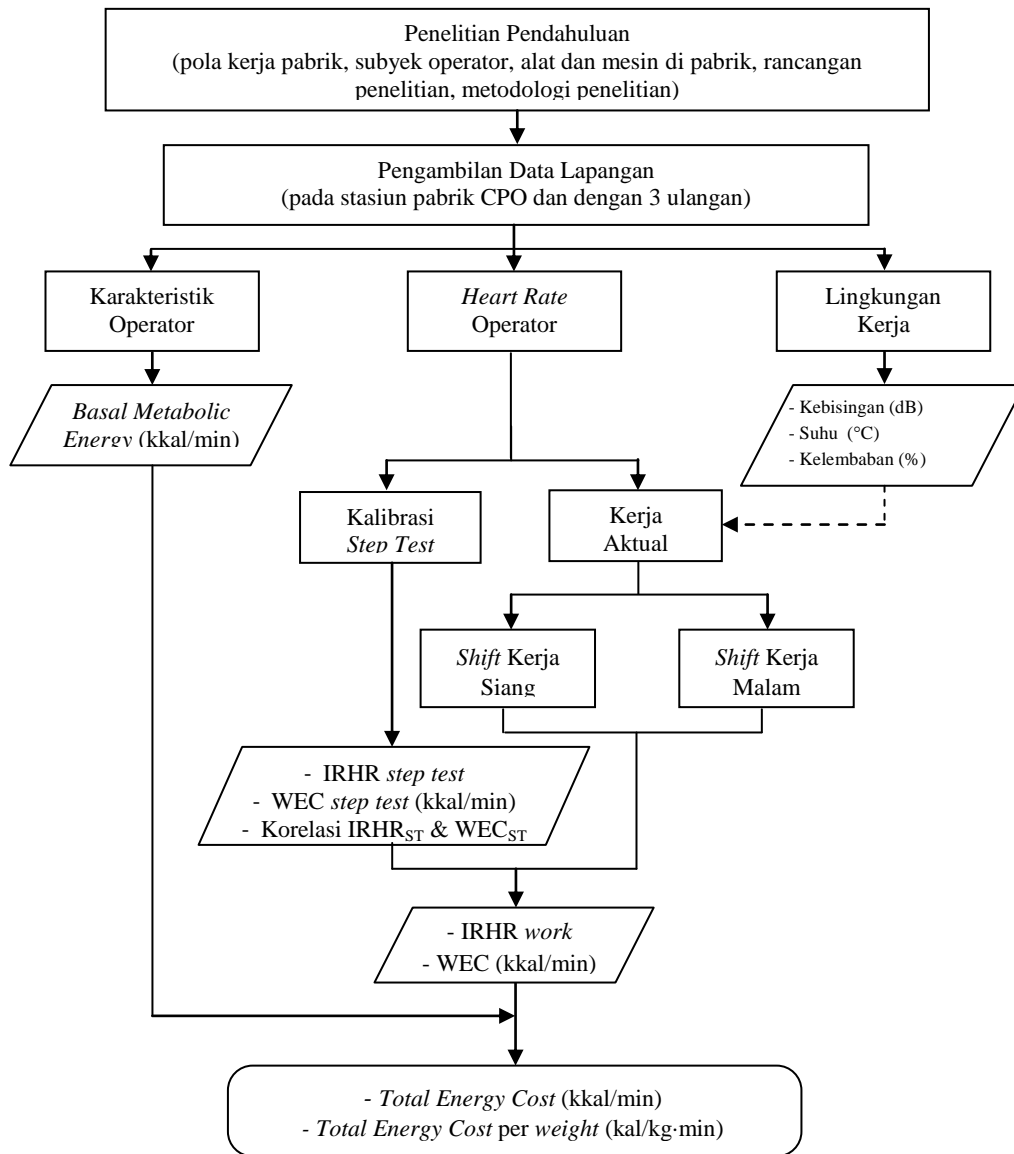 Penelitian Pendahuluan
(pola kerja pabrik, subyek operator, alat dan mesin di pabrik, rancangan
penelitian, metodologi penelitian)
Pengambilan Data Lapangan
(pada stasiun pabrik CPO dan dengan 3 ulangan)
Karakteristik
Operator
Heart Rate
Operator
Lingkungan
Kerja
Basal Metabolic
Energy (kkal/min)
- Kebisingan (dB)
- Suhu (°C)
- Kelembaban (%)
Kalibrasi
Step Test
Kerja
Aktual
Shift Kerja
Siang
Shift Kerja
Malam
- IRHR step test
- WEC step test (kkal/min)
- Korelasi IRHR_ST & WEC_ST
- IRHR work
- WEC (kkal/min)
- Total Energy Cost (kkal/min)
- Total Energy Cost per weight (kal/kg·min)